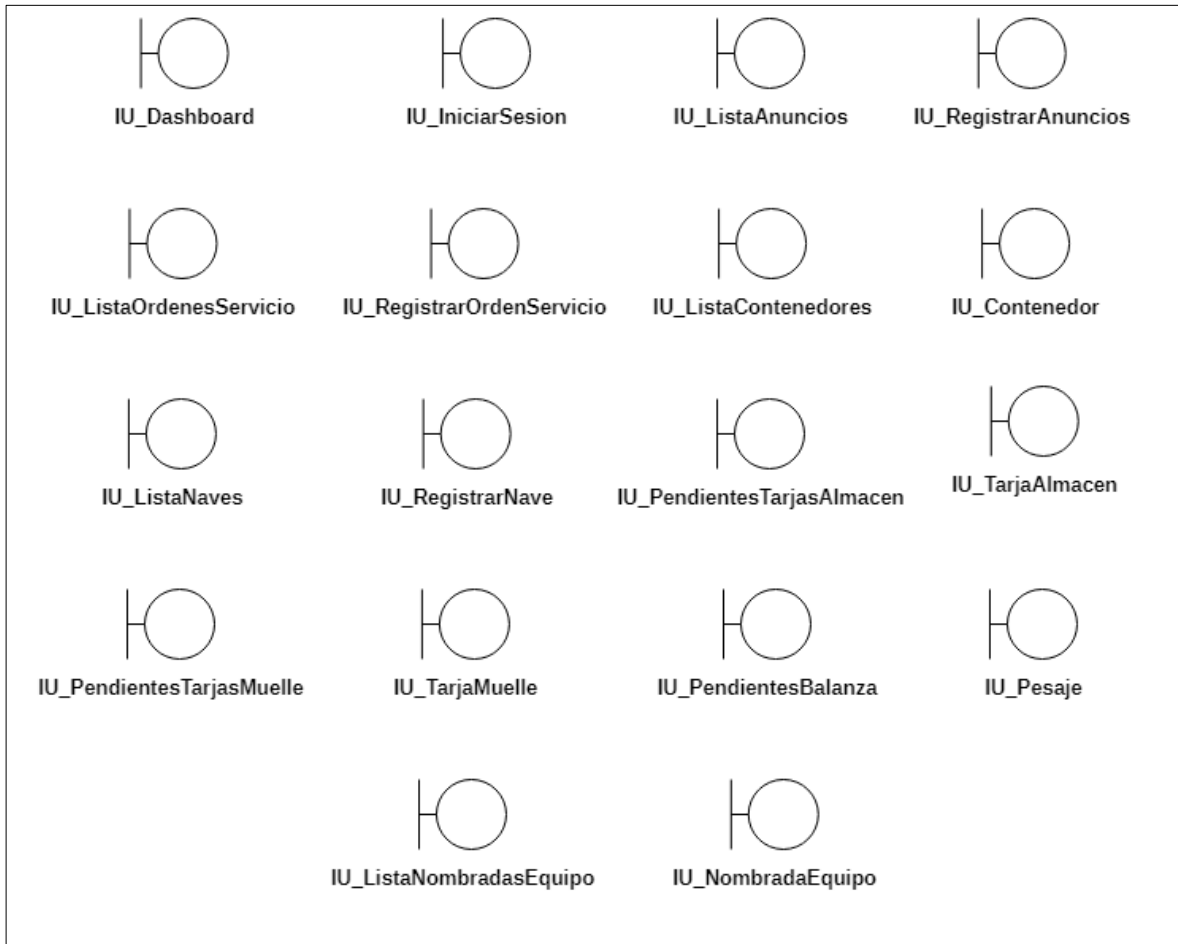 IU_Dashboard
IU_IniciarSesion
IU_ListaAnuncios
IU_RegistrarAnuncios
IU_ListaOrdenesServicio
IU_RegistrarOrdenServicio
IU_ListaContenedores
IU_Contenedor
IU_ListaNaves
IU_RegistrarNave
IU_PendientesTarjasAlmacen
IU_TarjaAlmacen
IU_PendientesTarjasMuelle
IU_TarjaMuelle
IU_PendientesBalanza
IU_Pesaje
IU_ListaNombradasEquipo
IU_NombradaEquipo